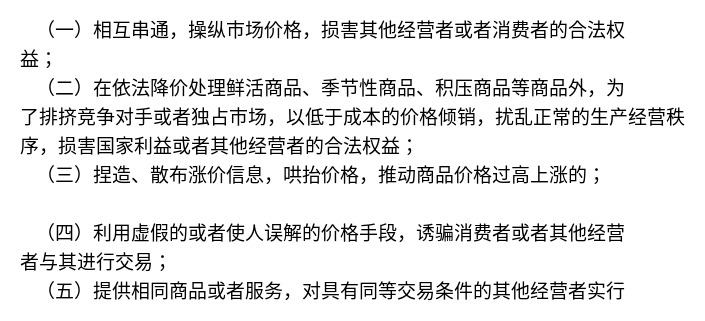 （一）相互串通，操纵市场价格，损害其他经营者或者消费者的合法权
益；
（二）在依法降价处理鲜活商品、季节性商品、积压商品等商品外，为
了排挤竞争对手或者独占市场，以低于成本的价格倾销，扰乱正常的生产经营秩
序，损害国家利益或者其他经营者的合法权益；
（三）捏造、散布涨价信息，哄抬价格，推动商品价格过高上涨的；
（四）利用虚假的或者使人误解的价格手段，诱骗消费者或者其他经营
者与其进行交易；
（五）提供相同商品或者服务，对具有同等交易条件的其他经营者实行